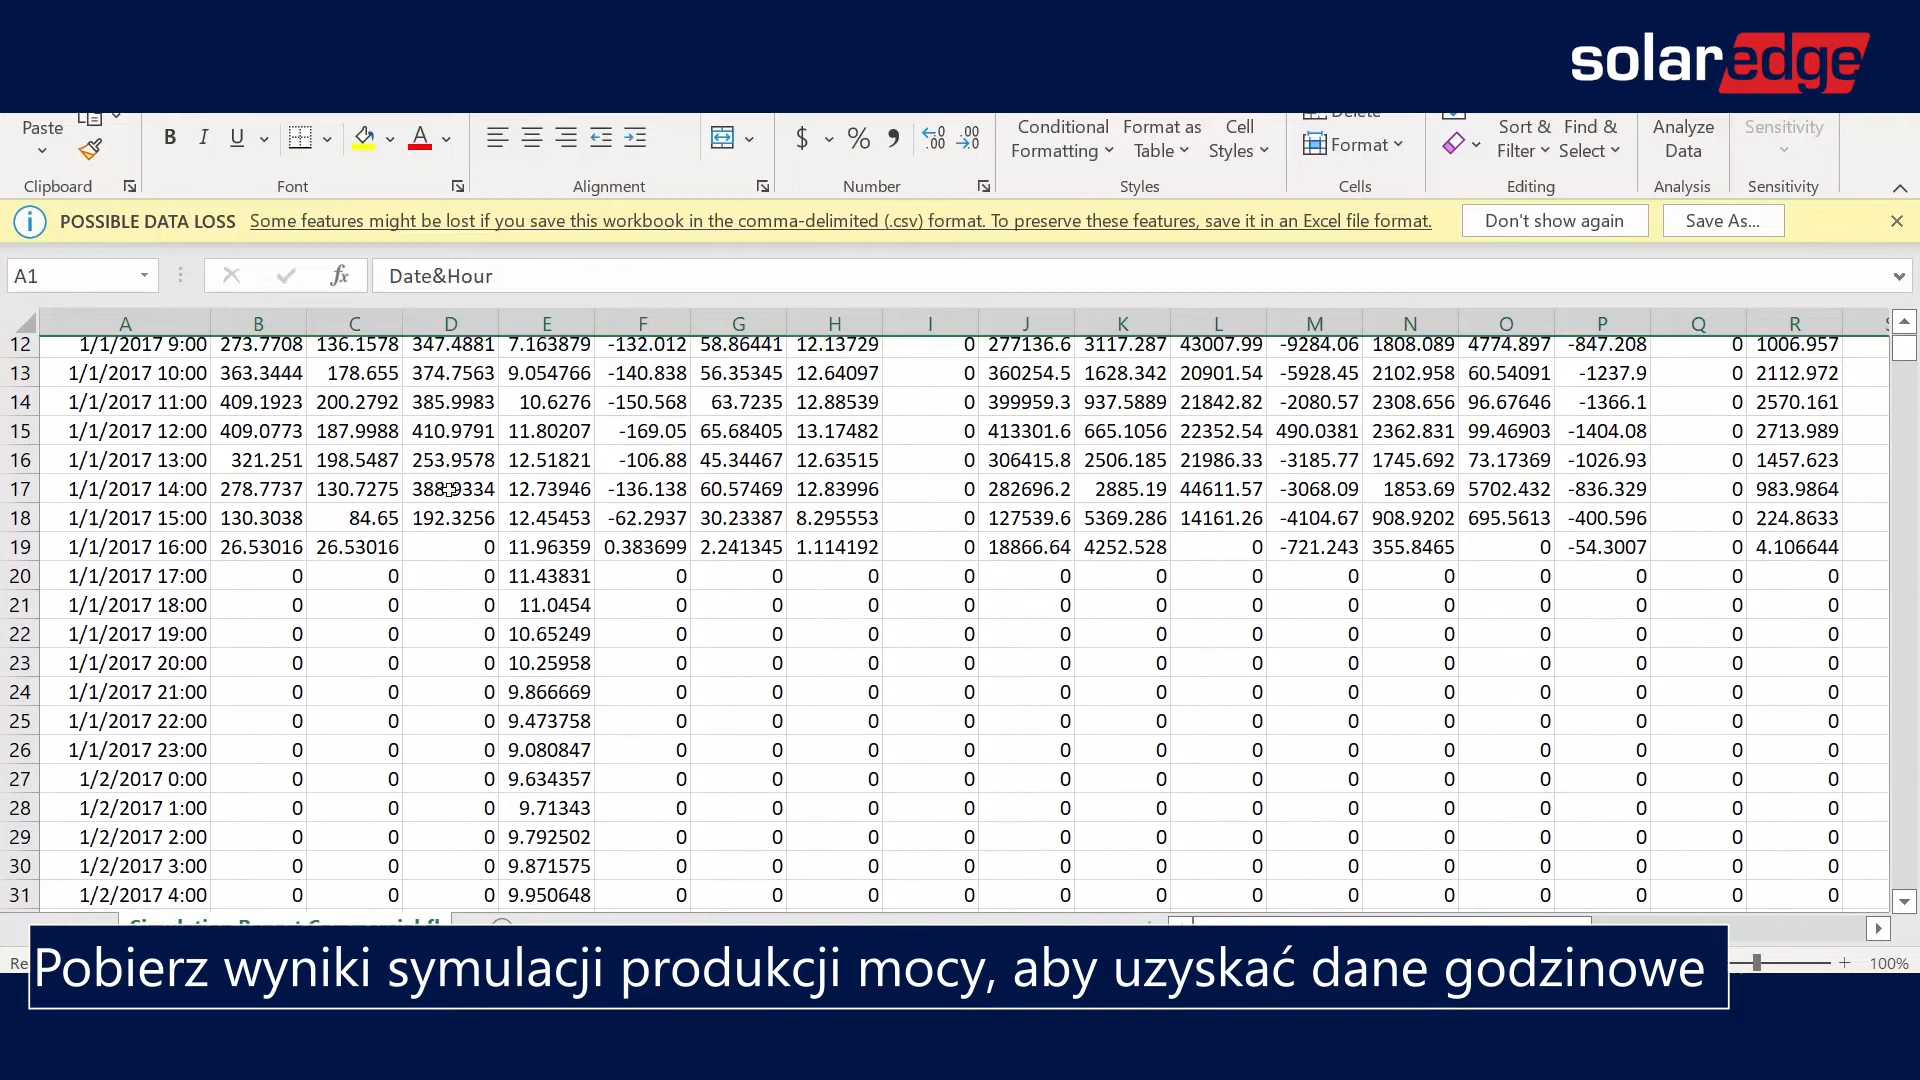 solaredge
Paste
B I U A $ % 9 .00
Conditional Formatting
Format as Table
Cell Styles
Format
Sort & Filter
Find & Select
Analyze Data
Sensitivity
Clipboard Font Alignment Number Styles Cells Editing Analysis Sensitivity
POSSIBLE DATA LOSS Some features might be lost if you save this workbook in the comma-delimited (.csv) format. To preserve these features, save it in an Excel file format. Don't show again Save As...
A1 fx Date&Hour
A B C D E F G H I J K L M N O P Q R
12 1/1/2017 9:00 273.7708 136.1578 347.4881 7.163879 -132.012 58.86441 12.13729 0 277136.6 3117.287 43007.99 -9284.06 1808.089 4774.897 -847.208 0 1006.957
13 1/1/2017 10:00 363.3444 178.655 374.7563 9.054766 -140.838 56.35345 12.64097 0 360254.5 1628.342 20901.54 -5928.45 2102.958 60.54091 -1237.9 0 2112.972
14 1/1/2017 11:00 409.1923 200.2792 385.9983 10.6276 -150.568 63.7235 12.88539 0 399959.3 937.5889 21842.82 -2080.57 2308.656 96.67646 -1366.1 0 2570.161
15 1/1/2017 12:00 409.0773 187.9988 410.9791 11.80207 -169.05 65.68405 13.17482 0 413301.6 665.1056 22352.54 490.0381 2362.831 99.46903 -1404.08 0 2713.989
16 1/1/2017 13:00 321.251 198.5487 253.9578 12.51821 -106.88 45.34467 12.63515 0 306415.8 2506.185 21986.33 -3185.77 1745.692 73.17369 -1026.93 0 1457.623
17 1/1/2017 14:00 278.7737 130.7275 12.73946 -136.138 60.57469 12.83996 0 282696.2 2885.19 44611.57 -3068.09 1853.69 5702.432 -836.329 0 983.9864
18 1/1/2017 15:00 130.3038 84.65 192.3256 12.45453 -62.2937 30.23387 8.295553 0 127539.6 5369.286 14161.26 -4104.67 908.9202 695.5613 -400.596 0 224.8633
19 1/1/2017 16:00 26.53016 26.53016 0 11.96359 0.383699 2.241345 1.114192 0 18866.64 4252.528 0 -721.243 355.8465 0 -54.3007 0 4.106644
20 1/1/2017 17:00 0 0 0 11.43831 0 0 0 0 0 0 0 0 0 0 0 0 0
21 1/1/2017 18:00 0 0 0 11.0454 0 0 0 0 0 0 0 0 0 0 0 0 0
22 1/1/2017 19:00 0 0 0 10.65249 0 0 0 0 0 0 0 0 0 0 0 0 0
23 1/1/2017 20:00 0 0 0 10.25958 0 0 0 0 0 0 0 0 0 0 0 0 0
24 1/1/2017 21:00 0 0 0 9.866669 0 0 0 0 0 0 0 0 0 0 0 0 0
25 1/1/2017 22:00 0 0 0 9.473758 0 0 0 0 0 0 0 0 0 0 0 0 0
26 1/1/2017 23:00 0 0 0 9.080847 0 0 0 0 0 0 0 0 0 0 0 0 0
27 1/2/2017 0:00 0 0 0 9.634357 0 0 0 0 0 0 0 0 0 0 0 0 0
28 1/2/2017 1:00 0 0 0 9.71343 0 0 0 0 0 0 0 0 0 0 0 0 0
29 1/2/2017 2:00 0 0 0 9.792502 0 0 0 0 0 0 0 0 0 0 0 0 0
30 1/2/2017 3:00 0 0 0 9.871575 0 0 0 0 0 0 0 0 0 0 0 0 0
31 1/2/2017 4:00 0 0 0 9.950648 0 0 0 0 0 0 0 0 0 0 0 0 0
Pobierz wyniki symulacji produkcji mocy, aby uzyskać dane godzinowe
100%